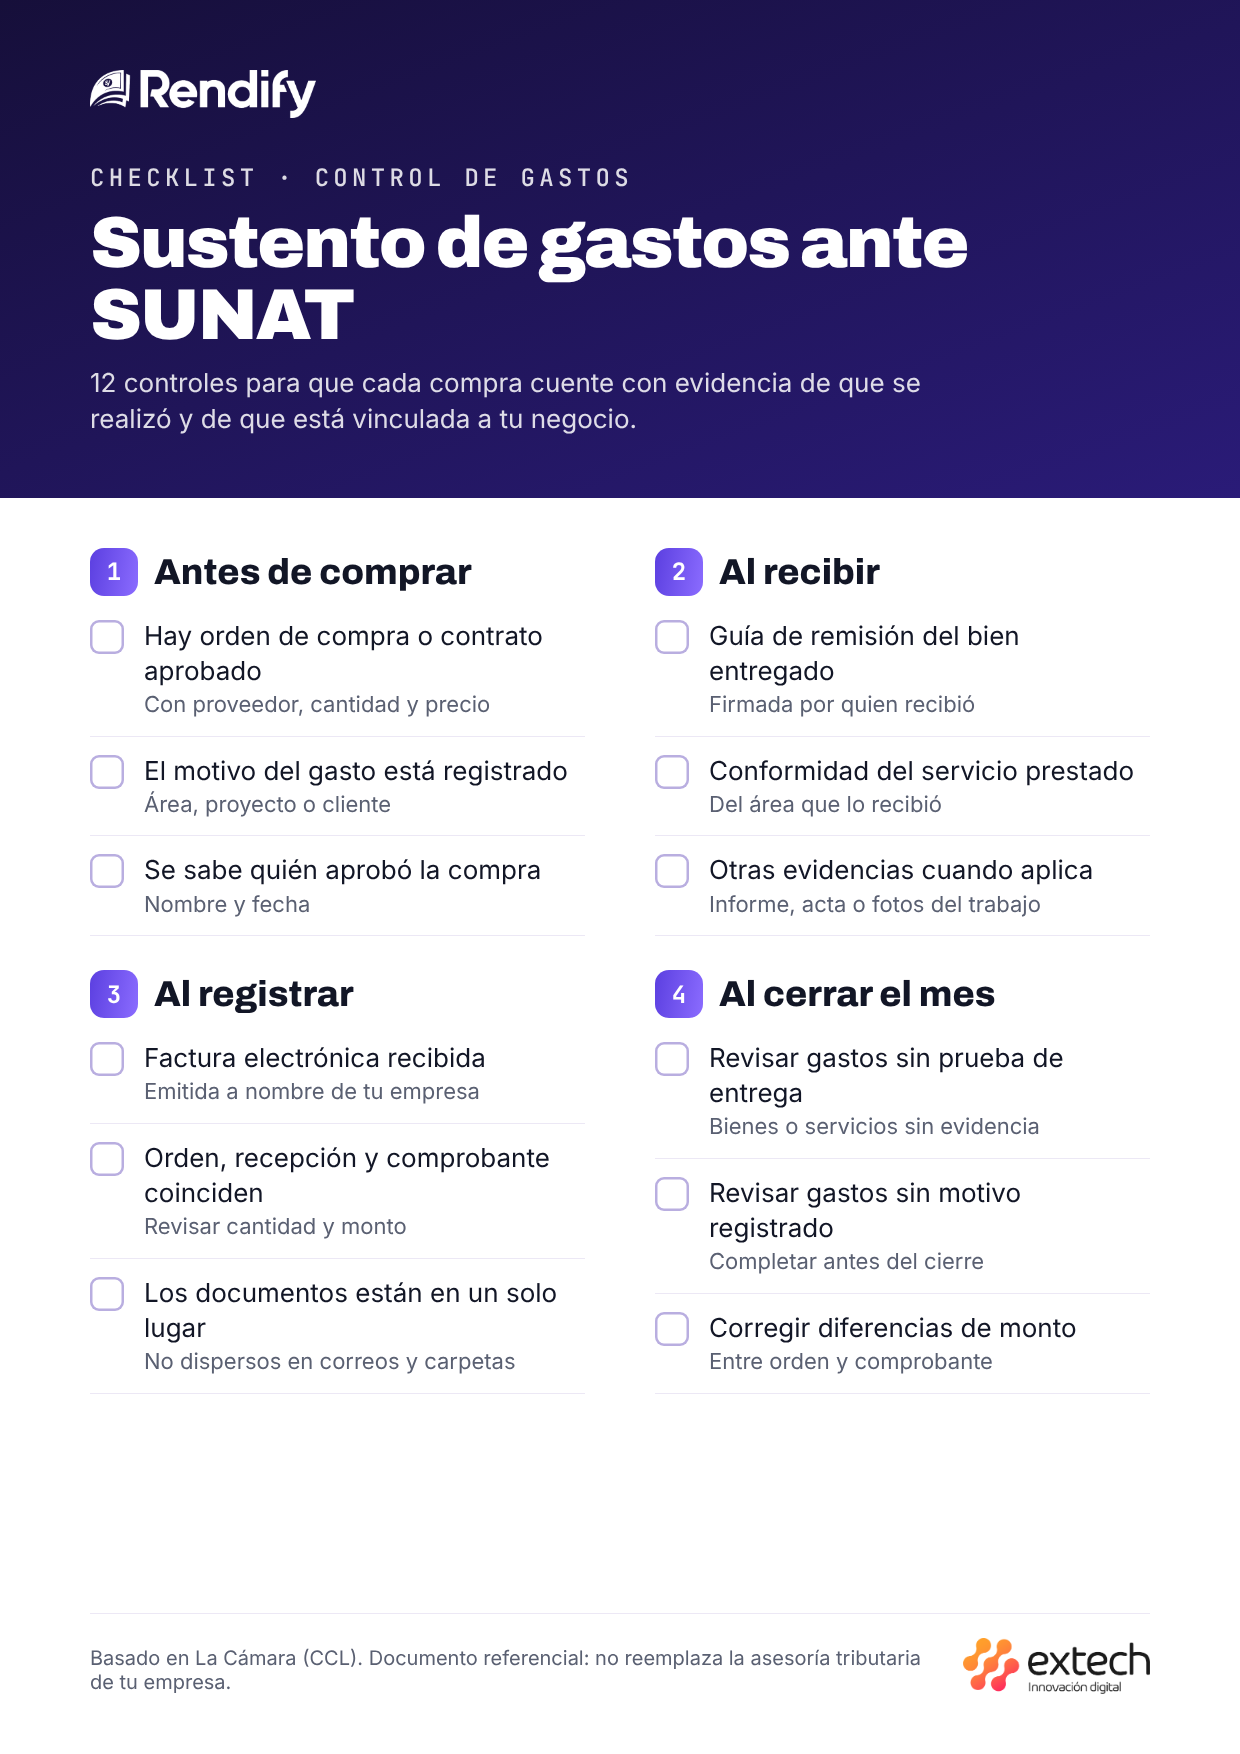 Rendify
CHECKLIST · CONTROL DE GASTOS
Sustento de gastos ante
SUNAT
12 controles para que cada compra cuente con evidencia de que se
realizó y de que está vinculada a tu negocio.
1 Antes de comprar
Hay orden de compra o contrato
aprobado
Con proveedor, cantidad y precio
El motivo del gasto está registrado
Área, proyecto o cliente
Se sabe quién aprobó la compra
Nombre y fecha
2 Al recibir
Guía de remisión del bien
entregado
Firmada por quien recibió
Conformidad del servicio prestado
Del área que lo recibió
Otras evidencias cuando aplica
Informe, acta o fotos del trabajo
3 Al registrar
Factura electrónica recibida
Emitida a nombre de tu empresa
Orden, recepción y comprobante
coinciden
Revisar cantidad y monto
Los documentos están en un solo
lugar
No dispersos en correos y carpetas
4 Al cerrar el mes
Revisar gastos sin prueba de
entrega
Bienes o servicios sin evidencia
Revisar gastos sin motivo
registrado
Completar antes del cierre
Corregir diferencias de monto
Entre orden y comprobante
Basado en La Cámara (CCL). Documento referencial: no reemplaza la asesoría tributaria
de tu empresa.
extech
Innovación digital